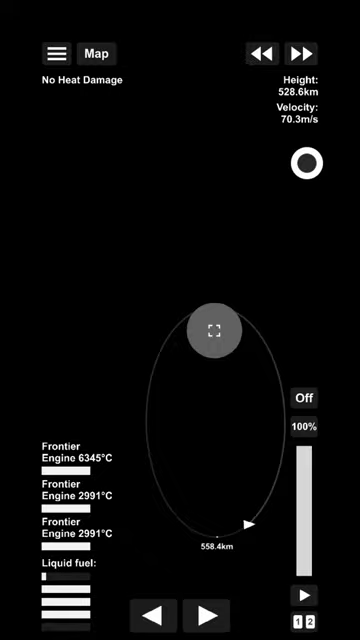 Map
No Heat Damage
Height:
528.6km
Velocity:
70.3m/s
Off
100%
Frontier
Engine 6345°C
Frontier
Engine 2991°C
Frontier
Engine 2991°C
Liquid fuel:
558.4km
1 2